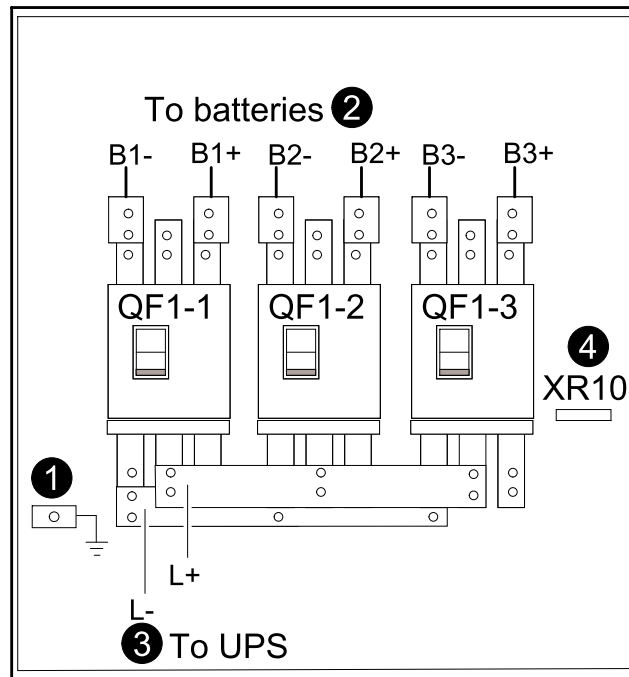 To batteries 2
B1- B1+ B2- B2+ B3- B3+
QF1-1 QF1-2 QF1-3
4
XR10
1
L+
L-
3 To UPS